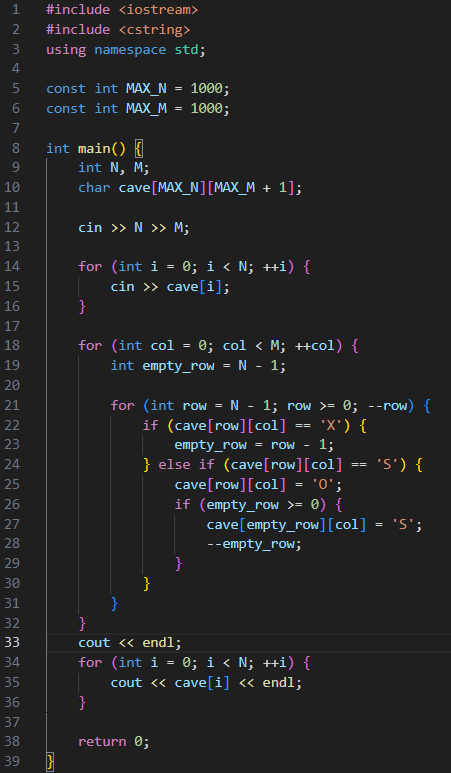 1 #include <iostream>
2 #include <cstring>
3 using namespace std;
4
5 const int MAX_N = 1000;
6 const int MAX_M = 1000;
7
8 int main() {
9     int N, M;
10     char cave[MAX_N][MAX_M + 1];
11
12     cin >> N >> M;
13
14     for (int i = 0; i < N; ++i) {
15         cin >> cave[i];
16     }
17
18     for (int col = 0; col < M; ++col) {
19         int empty_row = N - 1;
20
21         for (int row = N - 1; row >= 0; --row) {
22             if (cave[row][col] == 'X') {
23                 empty_row = row - 1;
24             } else if (cave[row][col] == 'S') {
25                 cave[row][col] = 'O';
26                 if (empty_row >= 0) {
27                     cave[empty_row][col] = 'S';
28                     --empty_row;
29                 }
30             }
31         }
32     }
33     cout << endl;
34     for (int i = 0; i < N; ++i) {
35         cout << cave[i] << endl;
36     }
37
38     return 0;
39 }